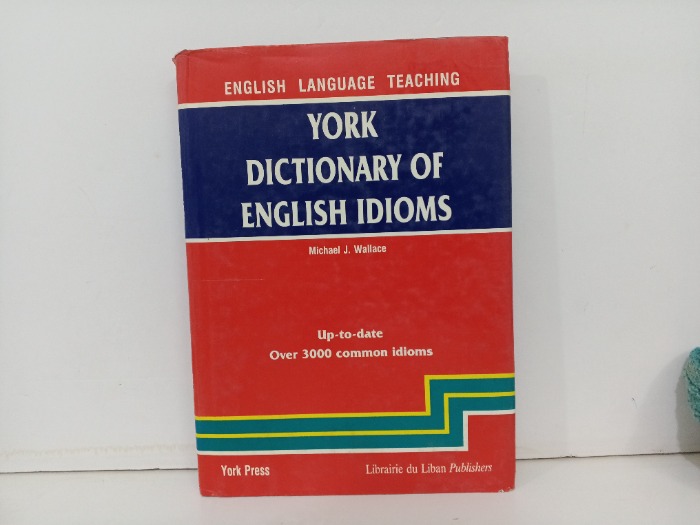 ENGLISH LANGUAGE TEACHING
YORK
DICTIONARY OF
ENGLISH IDIOMS
Michael J. Wallace
Up-to-date
Over 3000 common idioms
York Press
Librairie du Liban Publishers